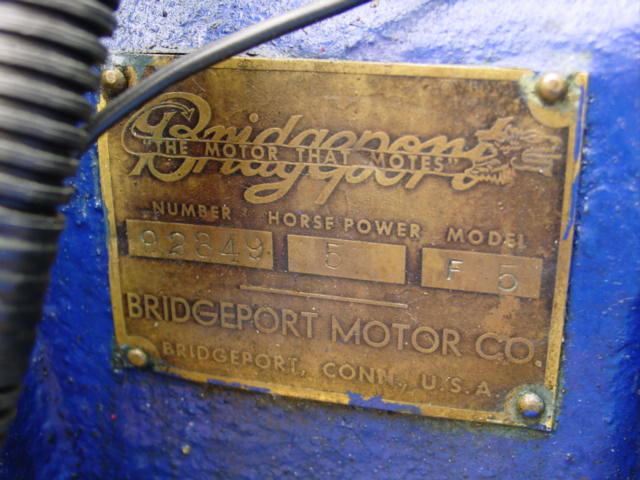 Bridgeport
"THE MOTOR THAT MOTES"
NUMBER HORSE POWER MODEL
92849 5 F 5
BRIDGEPORT MOTOR CO.
BRIDGEPORT, CONN., U.S.A